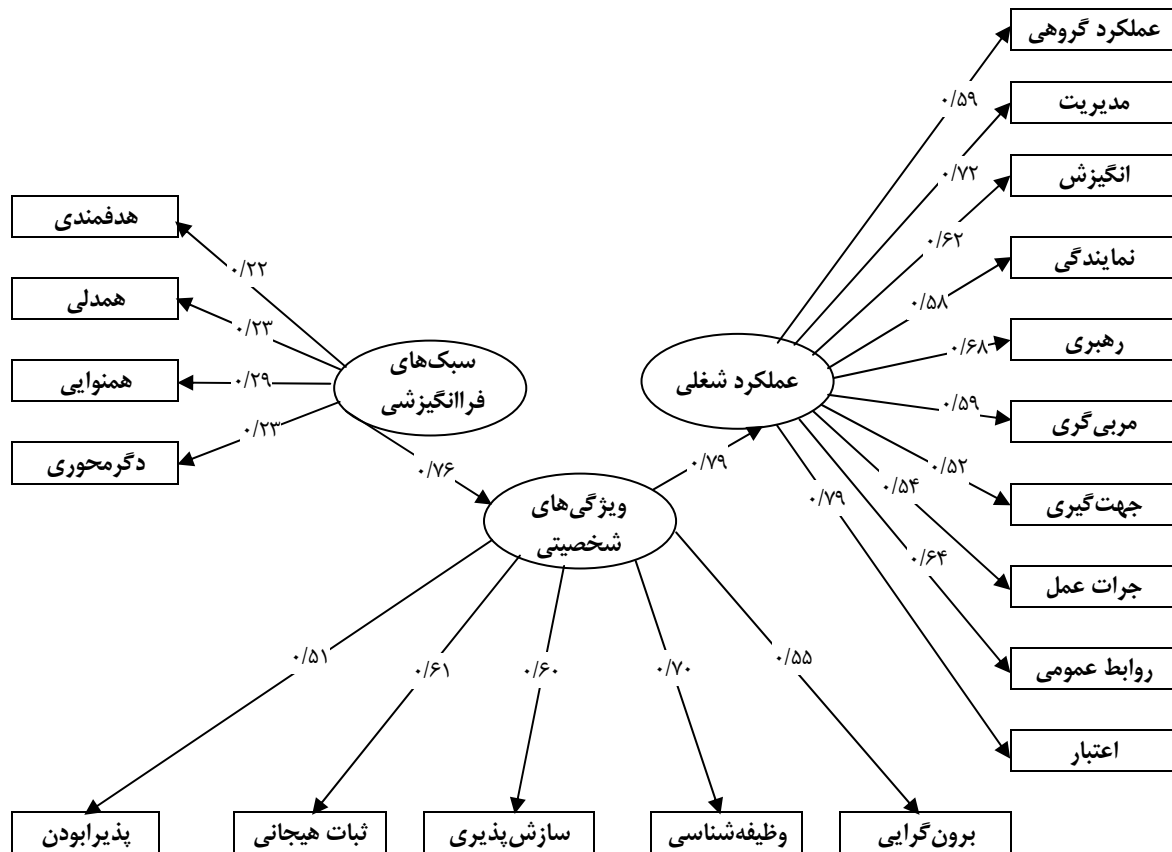 عملکرد گروهی
۰/۵۹
مدیریت
۰/۷۲
انگیزش
۰/۶۲
نمایندگی
۰/۵۸
رهبری
۰/۶۸
مربی‌گری
۰/۵۹
جهت‌گیری
۰/۵۲
جرات عمل
۰/۵۴
روابط عمومی
۰/۶۴
اعتبار
۰/۷۹
عملکرد شغلی
۰/۷۹
هدفمندی
۰/۲۲
همدلی
۰/۲۳
همنوایی
۰/۲۹
دگرمحوری
۰/۲۳
سبک‌های
فراانگیزشی
۰/۷۶
ویژگی‌های
شخصیتی
۰/۵۵
۰/۷۰
۰/۶۰
۰/۶۱
۰/۵۱
برون‌گرایی
وظیفه‌شناسی
سازش‌پذیری
ثبات هیجانی
پذیرابودن